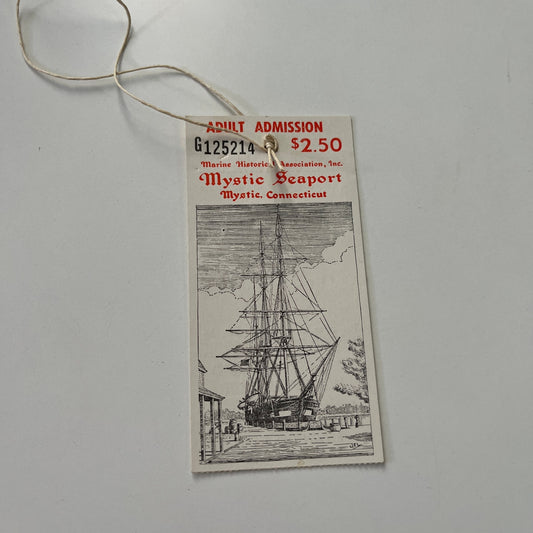 ADULT ADMISSION
G125214 $2.50
Marine Historical Association, Inc.
Mystic Seaport
Mystic, Connecticut